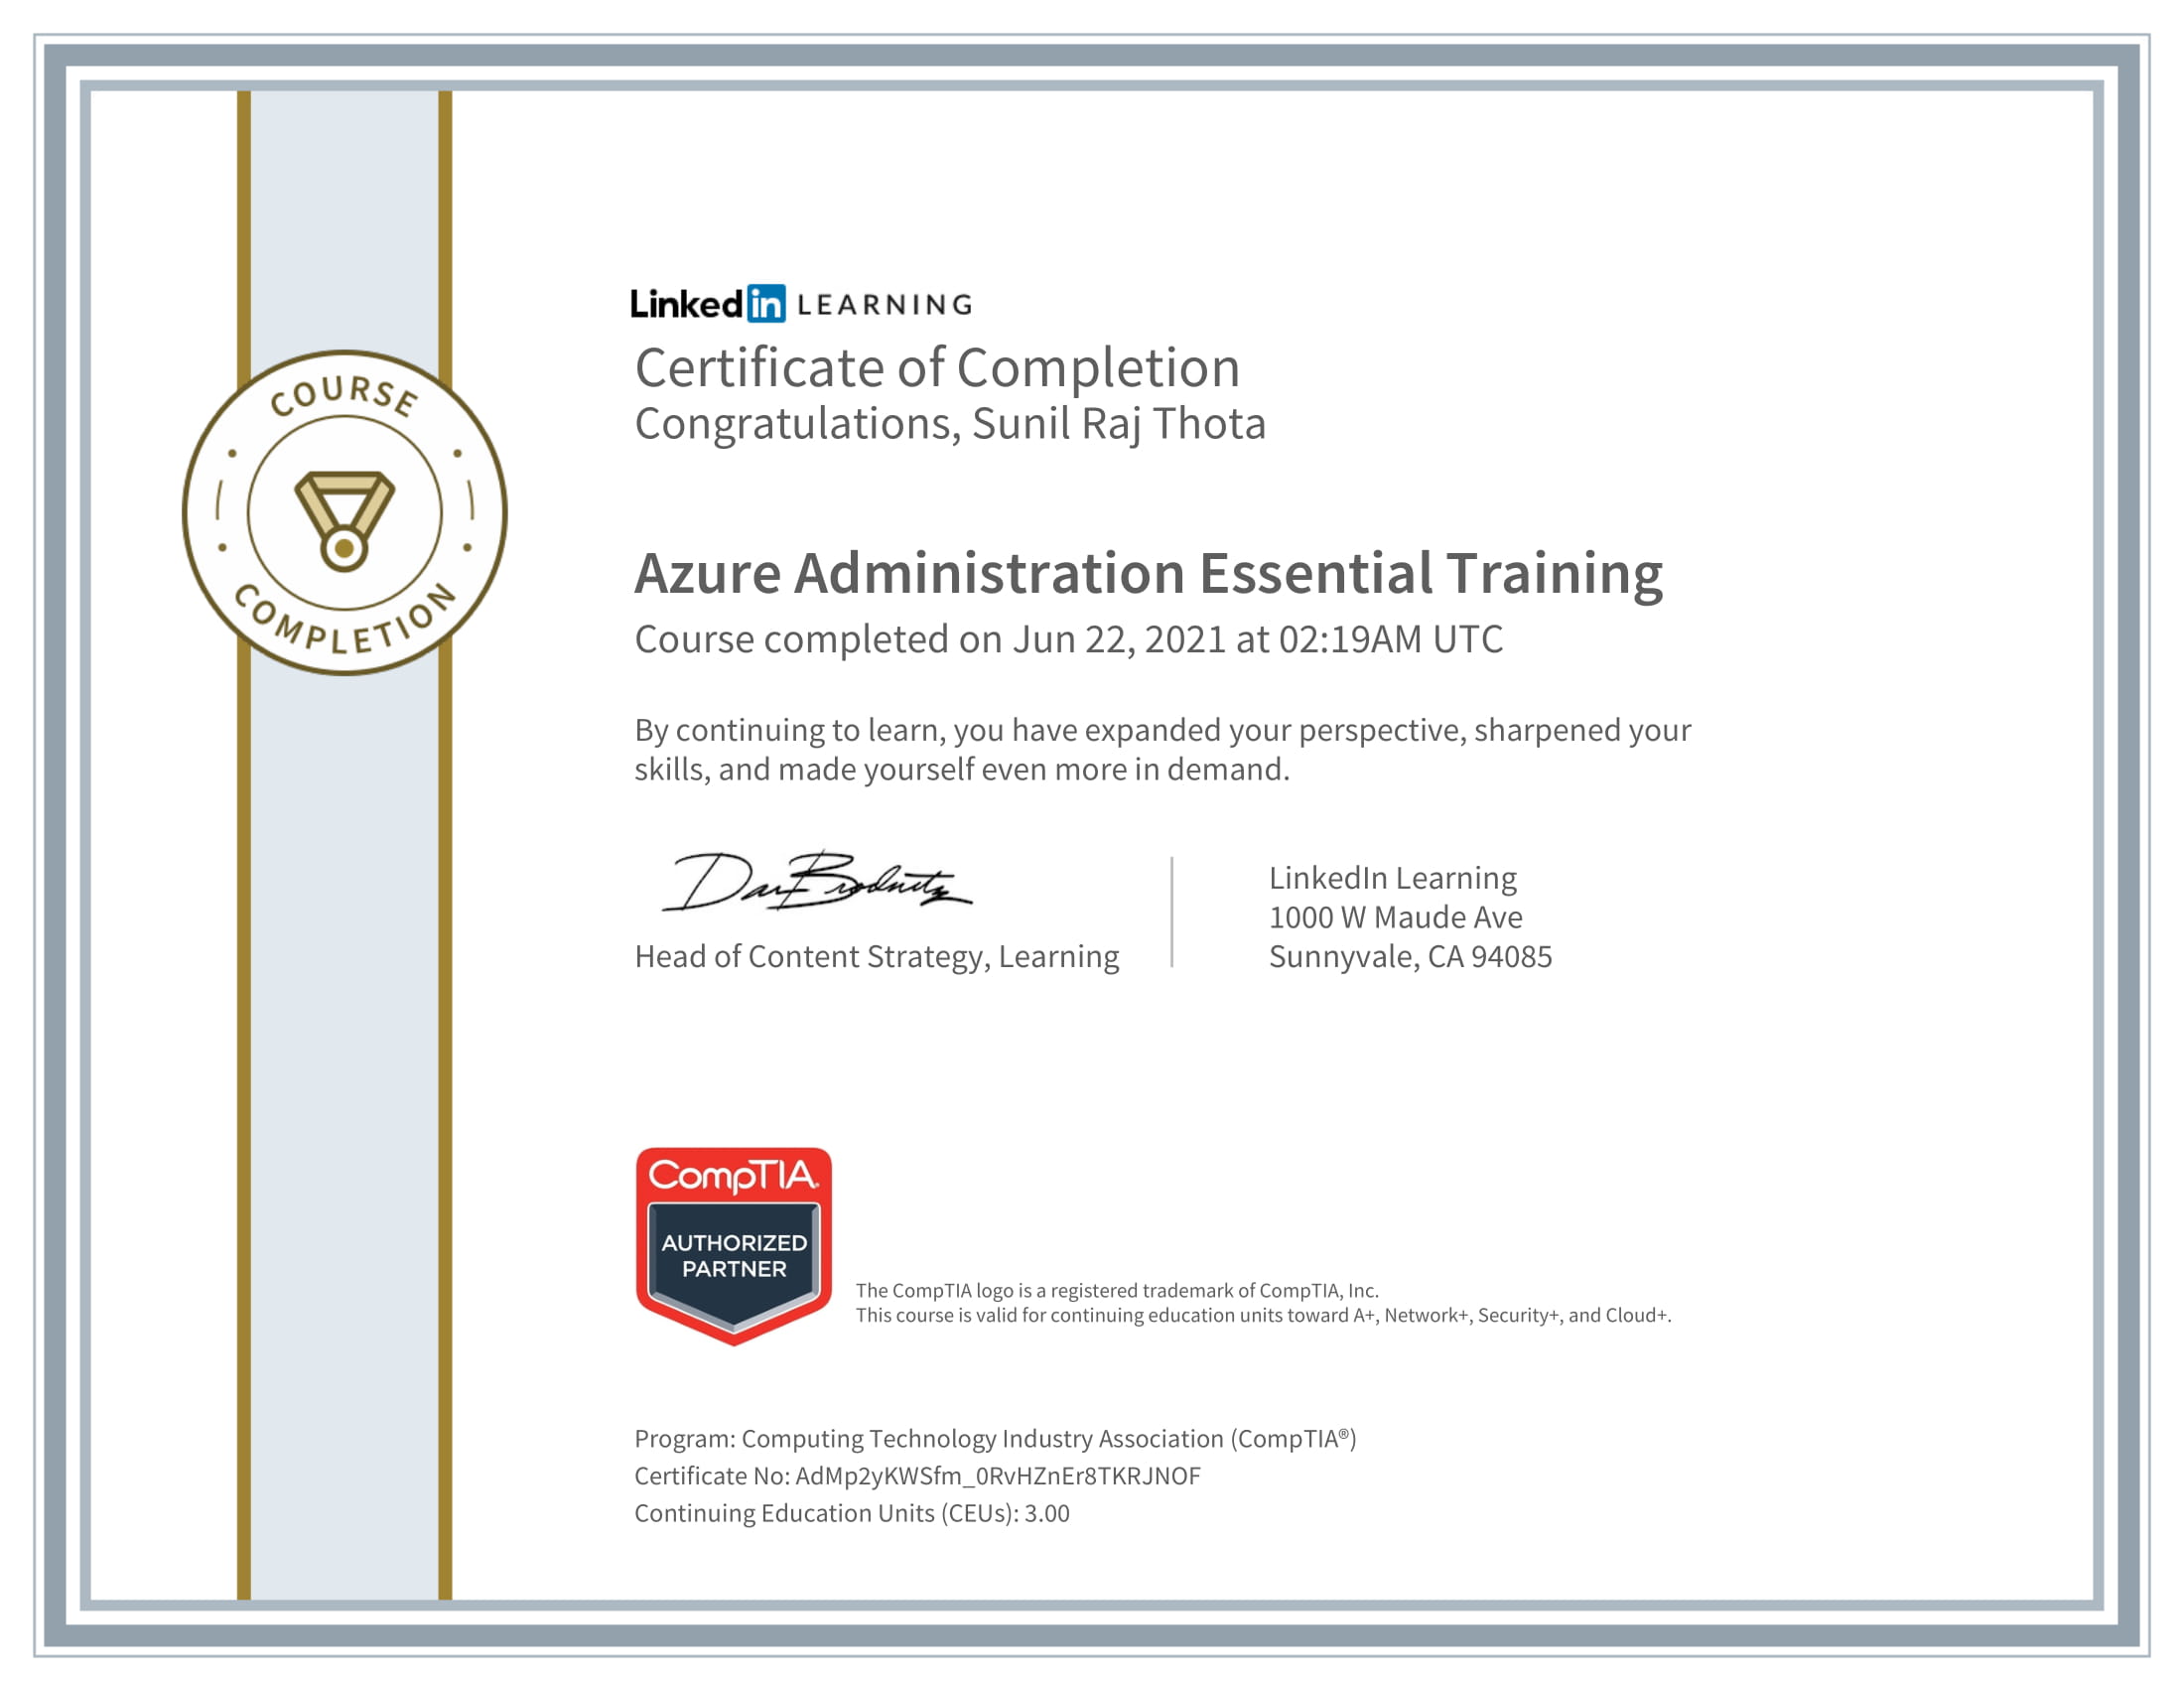 COURSE
COMPLETION
Linked in LEARNING
Certificate of Completion
Congratulations, Sunil Raj Thota
Azure Administration Essential Training
Course completed on Jun 22, 2021 at 02:19AM UTC
By continuing to learn, you have expanded your perspective, sharpened your
skills, and made yourself even more in demand.
Head of Content Strategy, Learning
LinkedIn Learning
1000 W Maude Ave
Sunnyvale, CA 94085
CompTIA.
AUTHORIZED
PARTNER
The CompTIA logo is a registered trademark of CompTIA, Inc.
This course is valid for continuing education units toward A+, Network+, Security+, and Cloud+.
Program: Computing Technology Industry Association (CompTIA®)
Certificate No: AdMp2yKWSfm_0RvHZnEr8TKRJNOF
Continuing Education Units (CEUs): 3.00